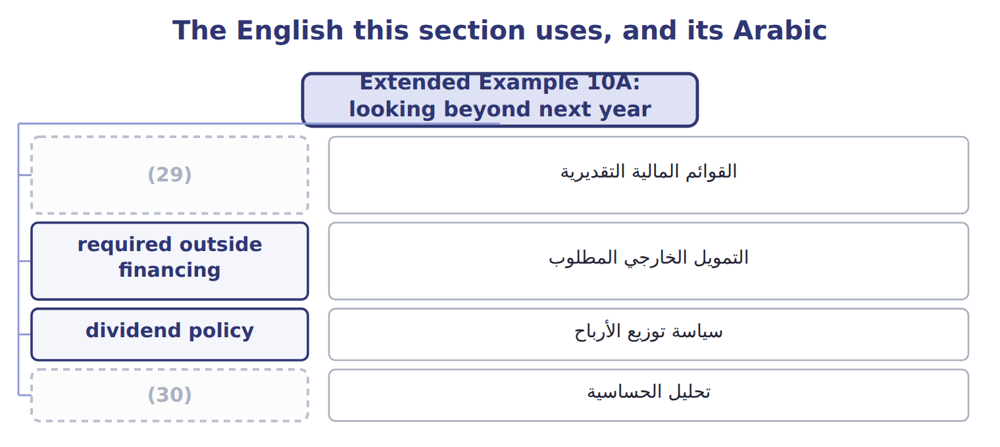 The English this section uses, and its Arabic
Extended Example 10A:
looking beyond next year
(29)
القوائم المالية التقديرية
required outside
financing
التمويل الخارجي المطلوب
dividend policy
سياسة توزيع الأرباح
(30)
تحليل الحساسية